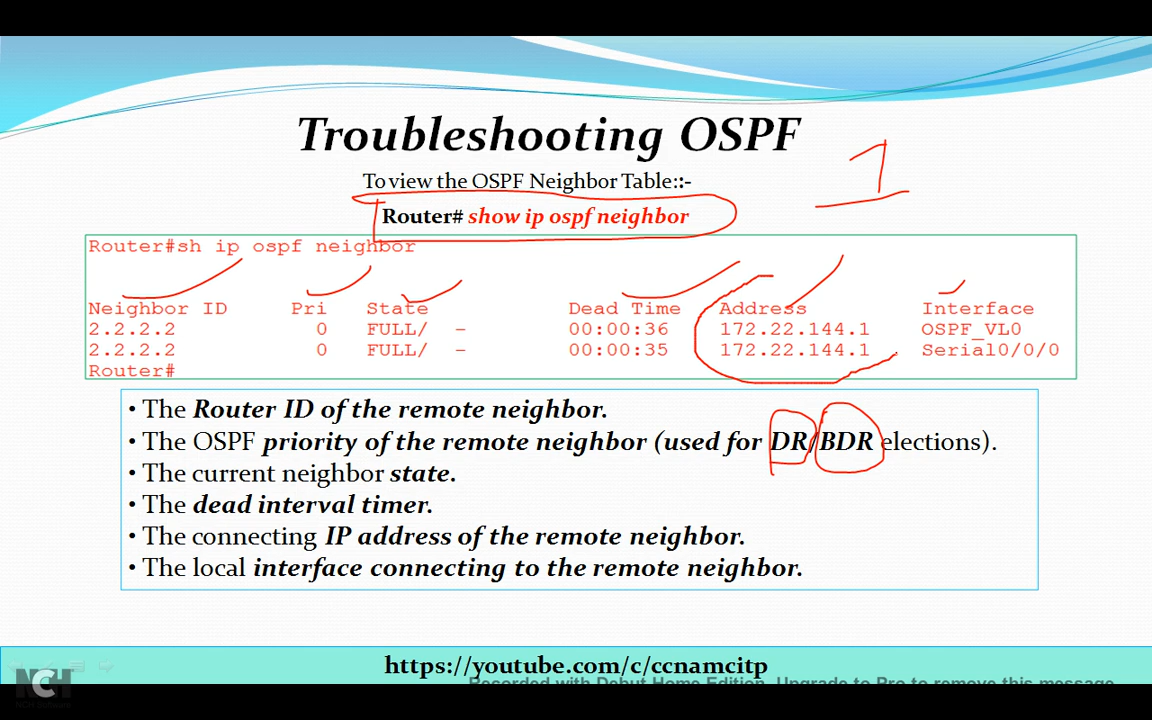 Troubleshooting OSPF
1
To view the OSPF Neighbor Table::-
Router# show ip ospf neighbor
Router#sh ip ospf neighbor
Neighbor ID Pri State Dead Time Address Interface
2.2.2.2 0 FULL/ - 00:00:36 172.22.144.1 OSPF_VL0
2.2.2.2 0 FULL/ - 00:00:35 172.22.144.1 Serial0/0/0
Router#
• The Router ID of the remote neighbor.
• The OSPF priority of the remote neighbor (used for DR/BDR elections).
• The current neighbor state.
• The dead interval timer.
• The connecting IP address of the remote neighbor.
• The local interface connecting to the remote neighbor.
https://youtube.com/c/ccnamcitp
Recorded with Debut Home Edition. Upgrade to Pro to remove this message
NCH
NCH Software